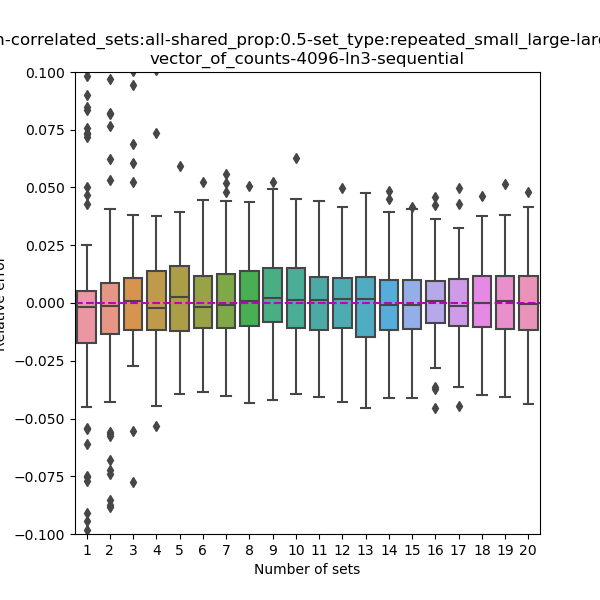 n-correlated_sets:all-shared_prop:0.5-set_type:repeated_small_large-larg
vector_of_counts-4096-ln3-sequential
0.100
0.075
0.050
0.025
0.000
−0.025
−0.050
−0.075
−0.100
Relative error
1 2 3 4 5 6 7 8 9 10 11 12 13 14 15 16 17 18 19 20
Number of sets